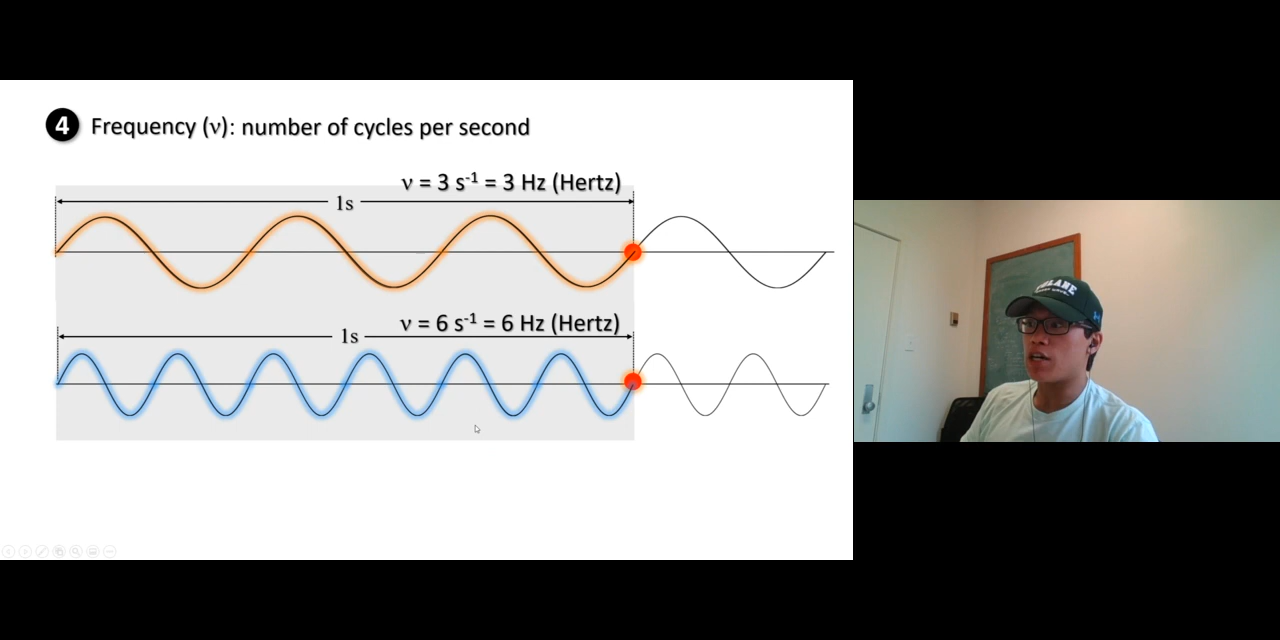 4 Frequency (ν): number of cycles per second
ν = 3 s⁻¹ = 3 Hz (Hertz)
1s
ν = 6 s⁻¹ = 6 Hz (Hertz)
1s